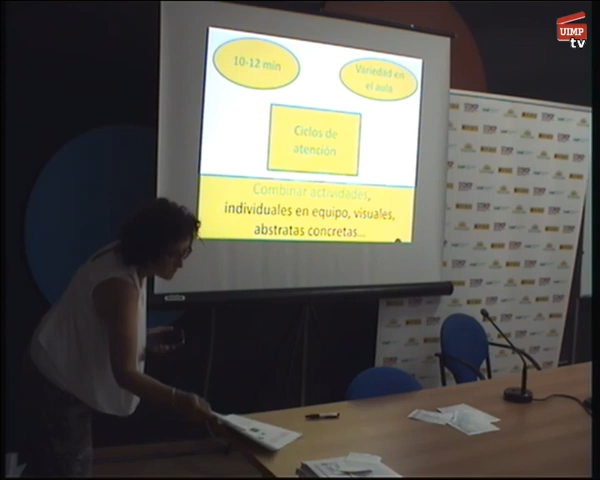 UIMP
tv
10-12 min
Variedad en
el aula
Ciclos de
atención
Combinar actividades,
individuales en equipo, visuales,
abstratas concretas...